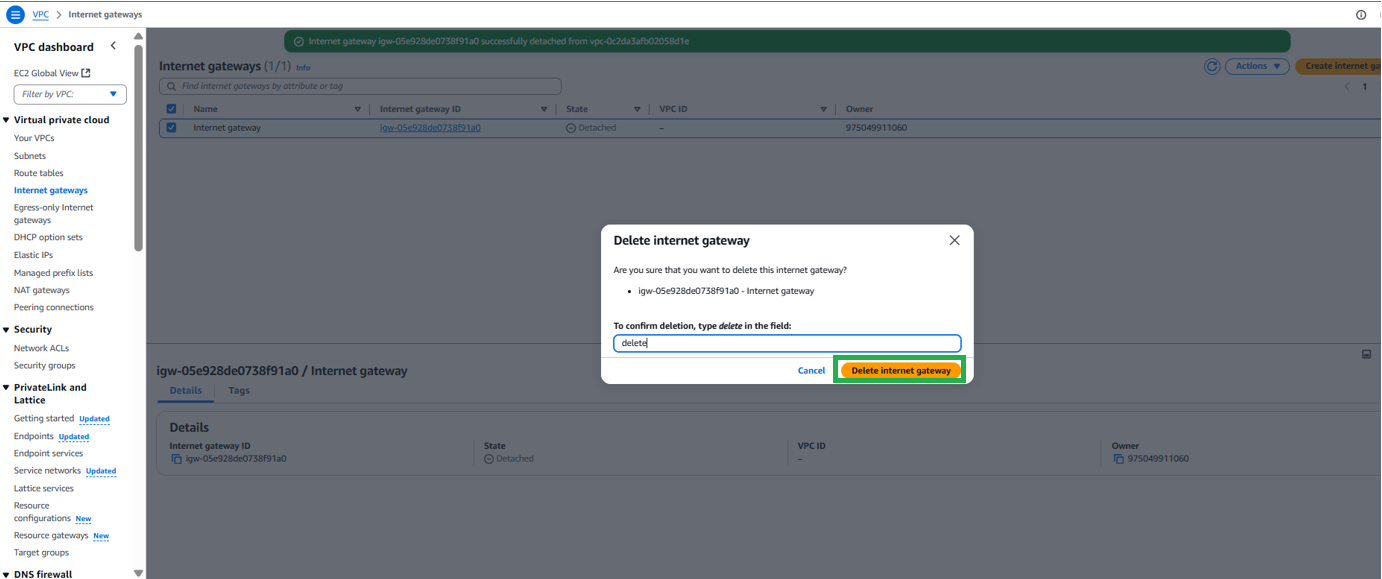 VPC > Internet gateways
VPC dashboard
EC2 Global View
Filter by VPC:
Virtual private cloud
Your VPCs
Subnets
Route tables
Internet gateways
Egress-only Internet
gateways
DHCP option sets
Elastic IPs
Managed prefix lists
NAT gateways
Peering connections
Security
Network ACLs
Security groups
PrivateLink and
Lattice
Getting started Updated
Endpoints Updated
Endpoint services
Service networks Updated
Lattice services
Resource
configurations New
Resource gateways New
Target groups
DNS firewall
Internet gateway igw-05e928de0738f91a0 successfully detached from vpc-0c2da3afb02058d1e
Internet gateways (1/1) Info
Actions
Create internet ga
Find internet gateways by attribute or tag
1
Name Internet gateway ID State VPC ID Owner
Internet gateway igw-05e928de0738f91a0 Detached – 975049911060
Delete internet gateway
Are you sure that you want to delete this internet gateway?
• igw-05e928de0738f91a0 - Internet gateway
To confirm deletion, type delete in the field:
delete
Cancel Delete internet gateway
igw-05e928de0738f91a0 / Internet gateway
Details Tags
Details
Internet gateway ID State VPC ID Owner
igw-05e928de0738f91a0 Detached – 975049911060